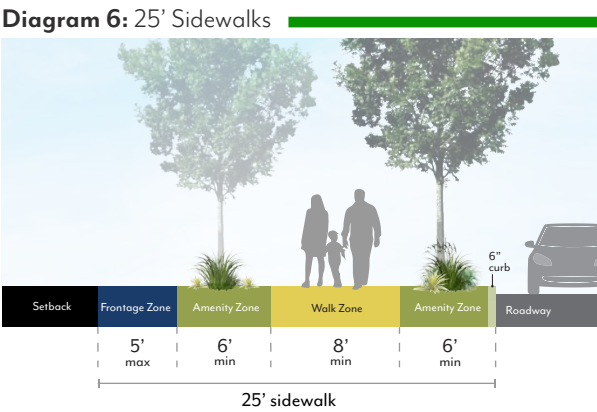 Diagram 6: 25’ Sidewalks
6”
curb
Setback
Frontage Zone
Amenity Zone
Walk Zone
Amenity Zone
Roadway
5’
max
6’
min
8’
min
6’
min
25’ sidewalk